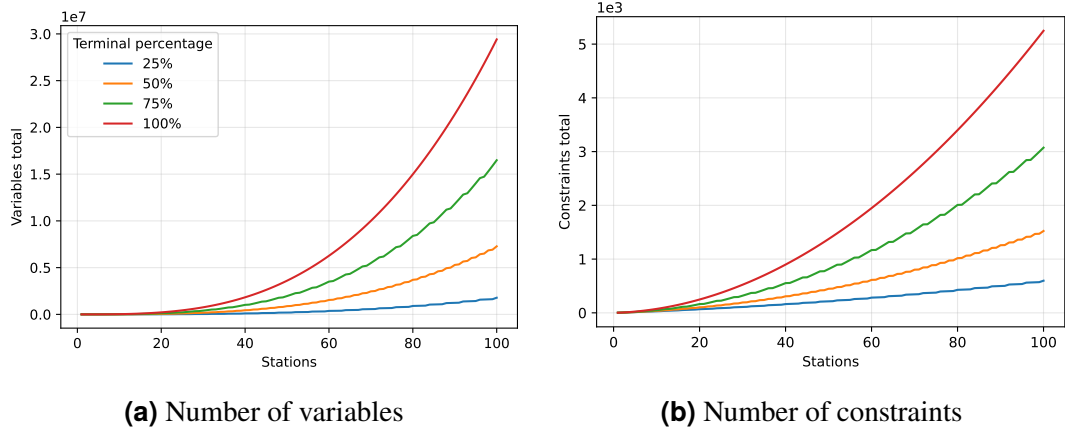 1e7
3.0
2.5
2.0
1.5
1.0
0.5
0.0
Variables total
Terminal percentage
25%
50%
75%
100%
0 20 40 60 80 100
Stations
(a) Number of variables
1e3
5
4
3
2
1
0
Constraints total
0 20 40 60 80 100
Stations
(b) Number of constraints